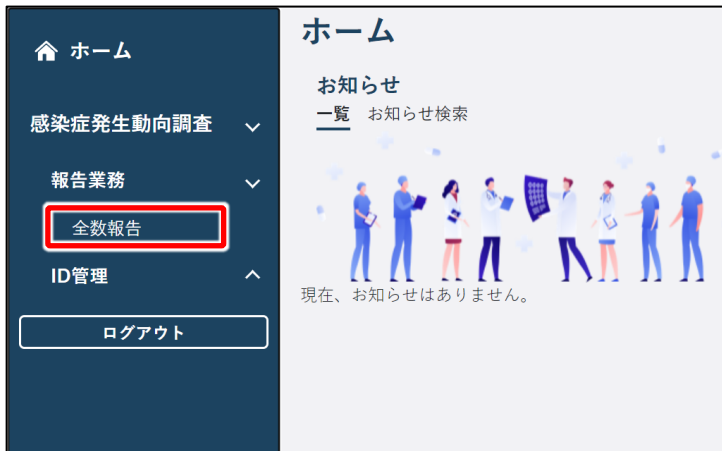 ホーム
感染症発生動向調査
報告業務
全数報告
ID管理
ログアウト
ホーム
お知らせ
一覧 お知らせ検索
現在、お知らせはありません。